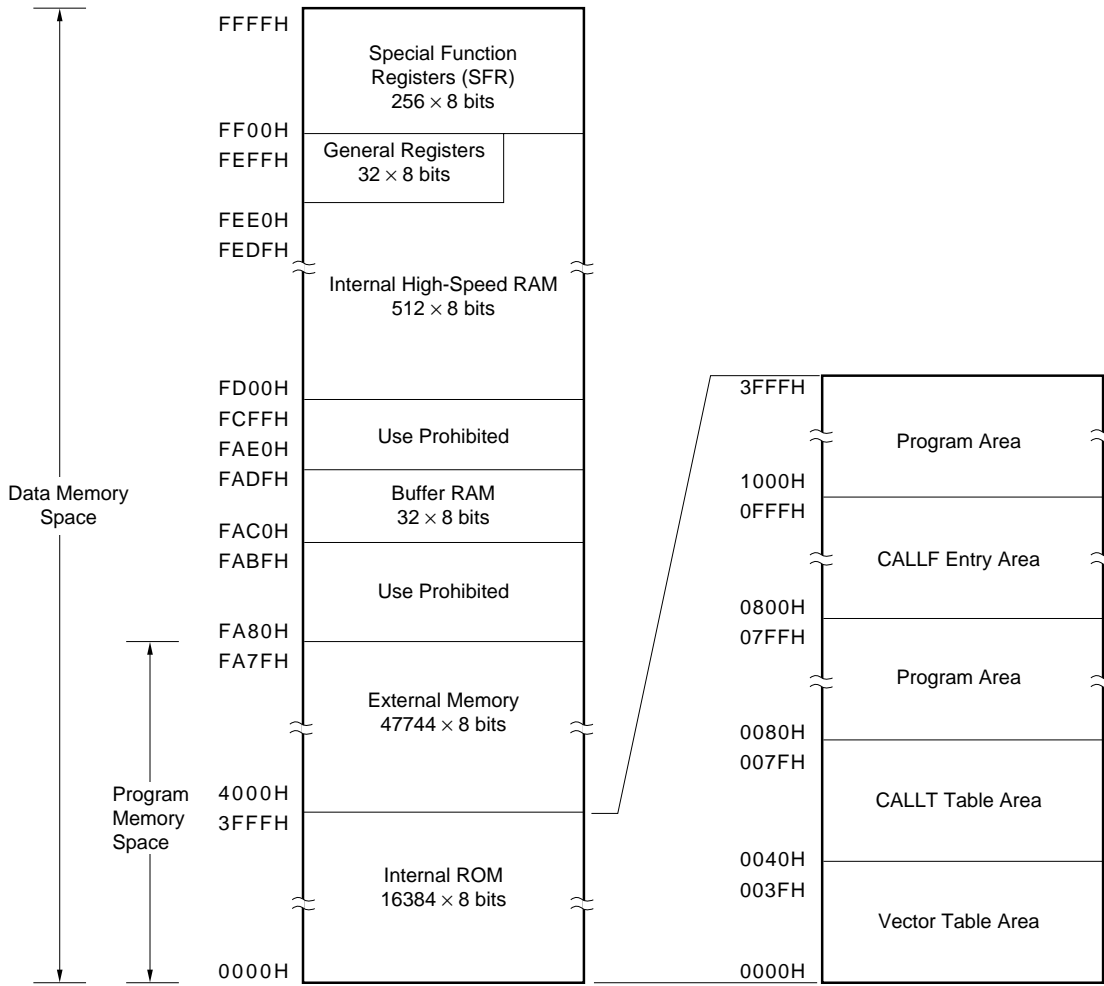 FFFFH
Special Function
Registers (SFR)
256 × 8 bits
FF00H
FEFFH
General Registers
32 × 8 bits
FEE0H
FEDFH
Internal High-Speed RAM
512 × 8 bits
FD00H
FCFFH
Use Prohibited
FAE0H
FADFH
Buffer RAM
32 × 8 bits
FAC0H
FABFH
Use Prohibited
FA80H
FA7FH
External Memory
47744 × 8 bits
4000H
3FFFH
Internal ROM
16384 × 8 bits
0000H
Data Memory
Space
Program
Memory
Space
3FFFH
Program Area
1000H
0FFFH
CALLF Entry Area
0800H
07FFH
Program Area
0080H
007FH
CALLT Table Area
0040H
003FH
Vector Table Area
0000H